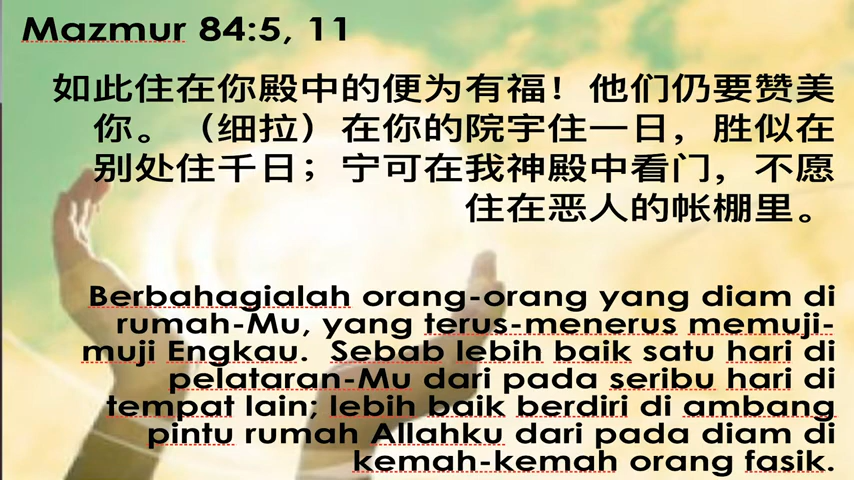 Mazmur 84:5, 11
如此住在你殿中的便为有福！他们仍要赞美
你。（细拉）在你的院宇住一日，胜似在
别处住千日；宁可在我神殿中看门，不愿
住在恶人的帐棚里。
Berbahagialah orang-orang yang diam di
rumah-Mu, yang terus-menerus memuji-
muji Engkau.  Sebab lebih baik satu hari di
pelataran-Mu dari pada seribu hari di
tempat lain; lebih baik berdiri di ambang
pintu rumah Allahku dari pada diam di
kemah-kemah orang fasik.